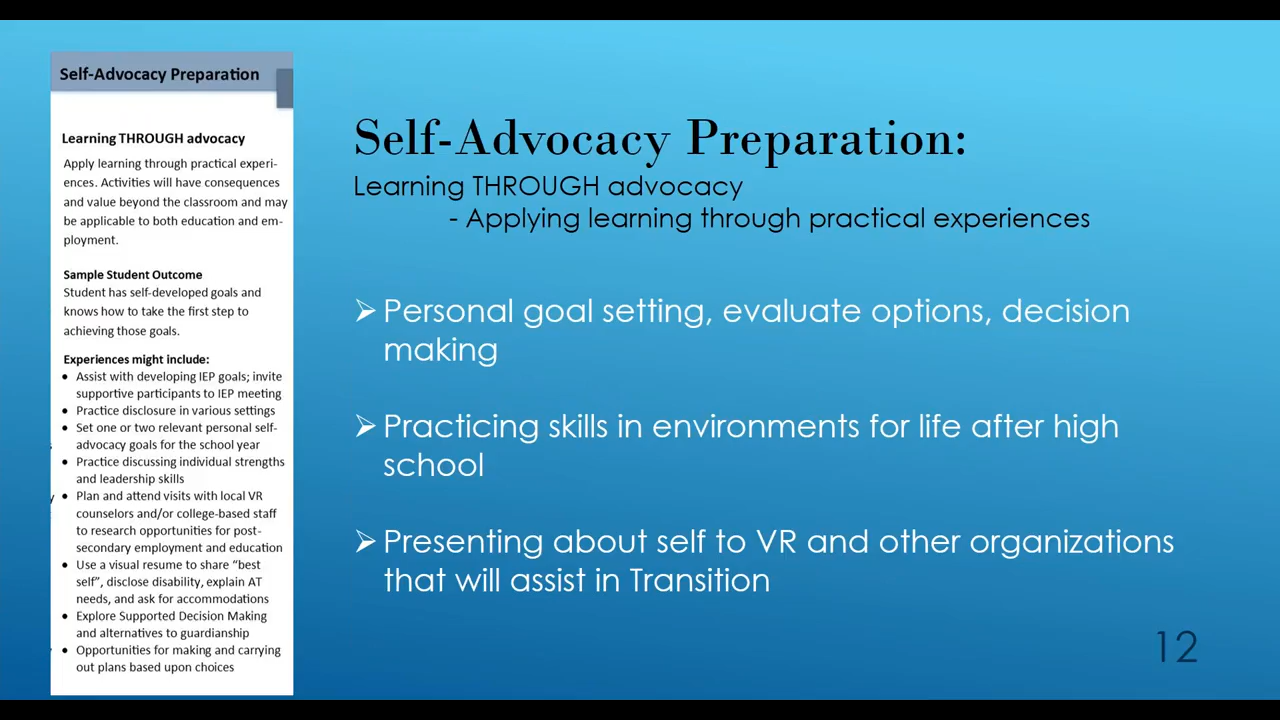 Self-Advocacy Preparation
Learning THROUGH advocacy
Apply learning through practical experi-
ences. Activities will have consequences
and value beyond the classroom and may
be applicable to both education and em-
ployment.
Sample Student Outcome
Student has self-developed goals and
knows how to take the first step to
achieving those goals.
Experiences might include:
• Assist with developing IEP goals; invite
supportive participants to IEP meeting
• Practice disclosure in various settings
• Set one or two relevant personal self-
advocacy goals for the school year
• Practice discussing individual strengths
and leadership skills
• Plan and attend visits with local VR
counselors and/or college-based staff
to research opportunities for post-
secondary employment and education
• Use a visual resume to share “best
self”, disclose disability, explain AT
needs, and ask for accommodations
• Explore Supported Decision Making
and alternatives to guardianship
• Opportunities for making and carrying
out plans based upon choices
Self-Advocacy Preparation:
Learning THROUGH advocacy
- Applying learning through practical experiences
➢ Personal goal setting, evaluate options, decision
making
➢ Practicing skills in environments for life after high
school
➢ Presenting about self to VR and other organizations
that will assist in Transition
12